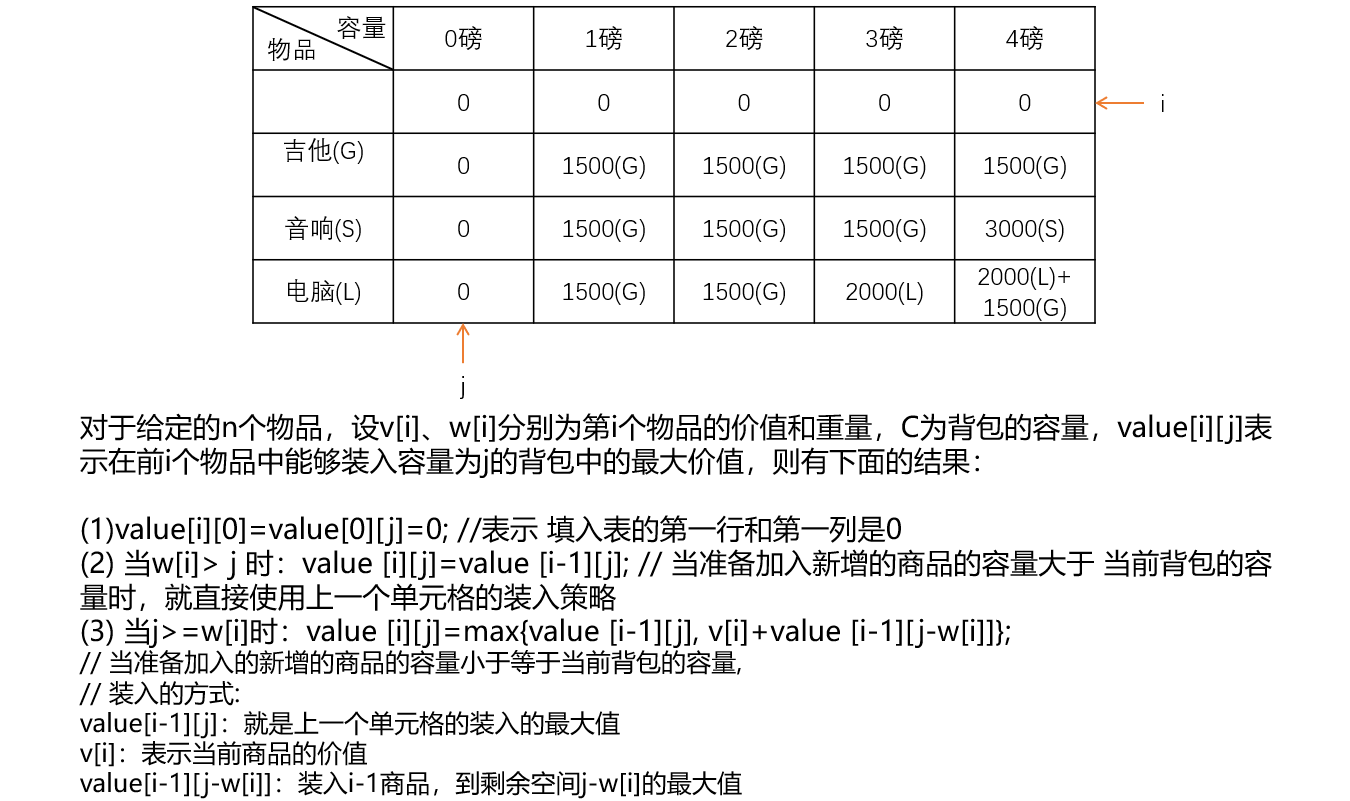 容量
物品 0磅 1磅 2磅 3磅 4磅
0 0 0 0 0 i
吉他(G) 0 1500(G) 1500(G) 1500(G) 1500(G)
音响(S) 0 1500(G) 1500(G) 1500(G) 3000(S)
电脑(L) 0 1500(G) 1500(G) 2000(L) 2000(L)+
1500(G)
j
对于给定的n个物品，设v[i]、w[i]分别为第i个物品的价值和重量，C为背包的容量，value[i][j]表
示在前i个物品中能够装入容量为j的背包中的最大价值，则有下面的结果：
(1)value[i][0]=value[0][j]=0; //表示 填入表的第一行和第一列是0
(2) 当w[i]> j 时：value [i][j]=value [i-1][j]; // 当准备加入新增的商品的容量大于 当前背包的容
量时，就直接使用上一个单元格的装入策略
(3) 当j>=w[i]时：value [i][j]=max{value [i-1][j], v[i]+value [i-1][j-w[i]]};
// 当准备加入的新增的商品的容量小于等于当前背包的容量,
// 装入的方式:
value[i-1][j]：就是上一个单元格的装入的最大值
v[i]：表示当前商品的价值
value[i-1][j-w[i]]：装入i-1商品，到剩余空间j-w[i]的最大值